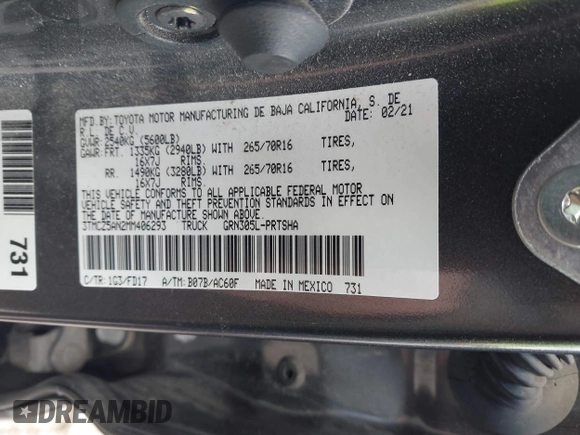 MFD.BY:TOYOTA MOTOR MANUFACTURING DE BAJA CALIFORNIA, S. DE
R.L. DE C.V. DATE: 02/21
GVWR: 2540KG (5600LB)
GAWR:FRT. 1335KG (2940LB) WITH 265/70R16 TIRES,
16X7J RIMS.
RR. 1490KG (3280LB) WITH 265/70R16 TIRES,
16X7J RIMS.
THIS VEHICLE CONFORMS TO ALL APPLICABLE FEDERAL MOTOR
VEHICLE SAFETY AND THEFT PREVENTION STANDARDS IN EFFECT ON
THE DATE OF MANUFACTURE SHOWN ABOVE.
3TMCZ5AN2MM406293 TRUCK GRN305L-PRTSHA
C/TR: 1G3/FD17 A/TM: B07B/AC60F MADE IN MEXICO 731
731
DREAMBID